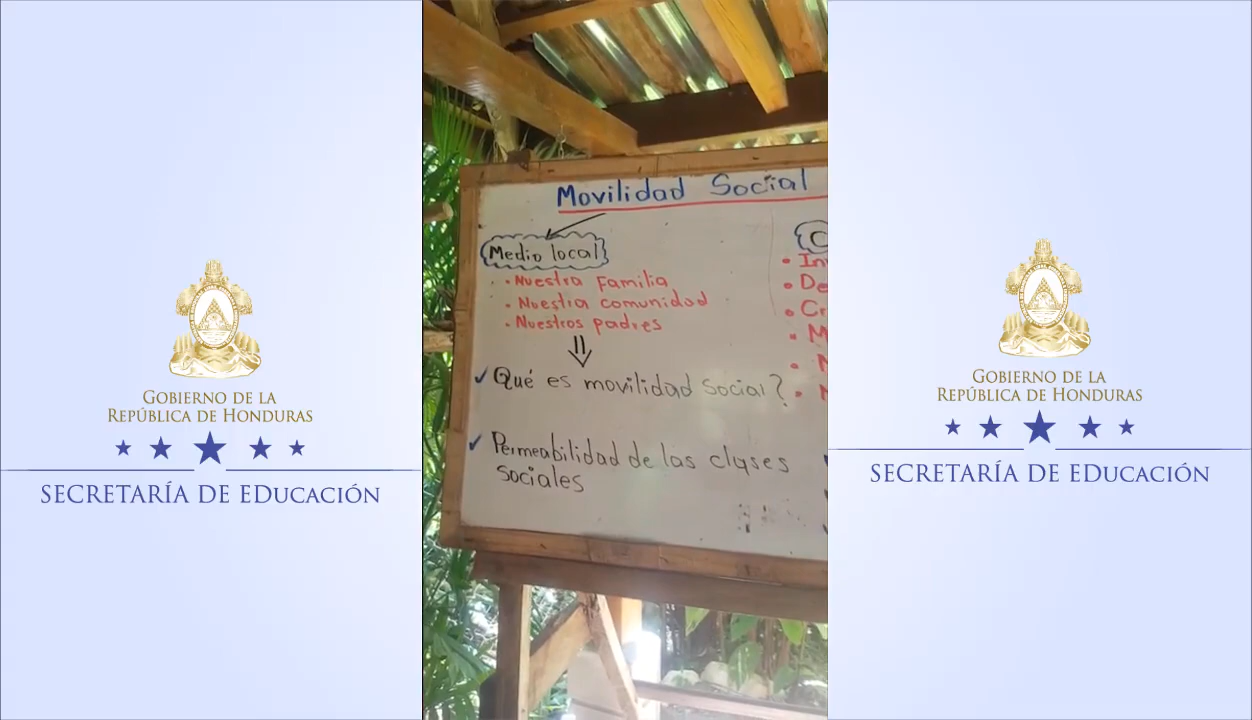 GOBIERNO DE LA
REPÚBLICA DE HONDURAS
SECRETARÍA DE EDUCACIÓN
Movilidad Social
Medio local
• Nuestra Familia
• Nuestra comunidad
• Nuestros padres
✓ Qué es movilidad Social?
✓ Permeabilidad de las clases
sociales
GOBIERNO DE LA
REPÚBLICA DE HONDURAS
SECRETARÍA DE EDUCACIÓN